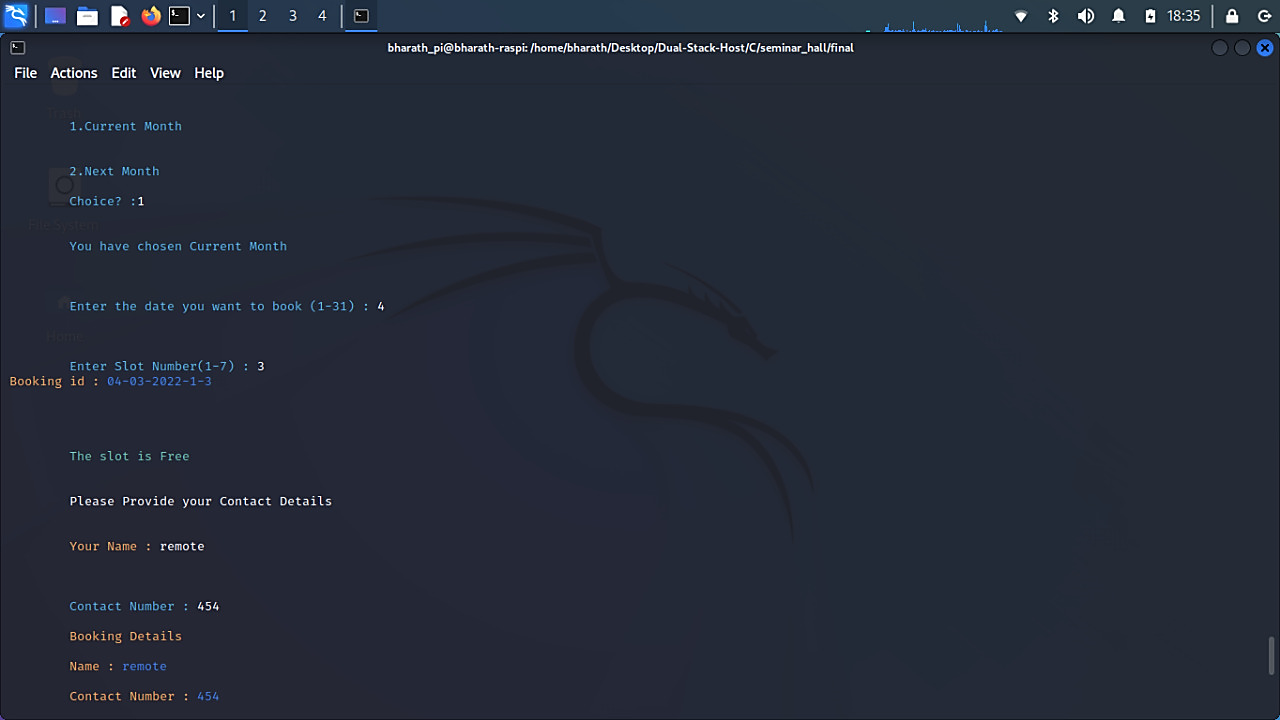 1 2 3 4 18:35
bharath_pi@bharath-raspi: /home/bharath/Desktop/Dual-Stack-Host/C/seminar_hall/final
File Actions Edit View Help
Trash
1.Current Month
2.Next Month
Choice? :1
File System
You have chosen Current Month
Enter the date you want to book (1-31) : 4
Home
Enter Slot Number(1-7) : 3
Booking id : 04-03-2022-1-3
The slot is Free
Please Provide your Contact Details
Your Name : remote
Contact Number : 454
Booking Details
Name : remote
Contact Number : 454